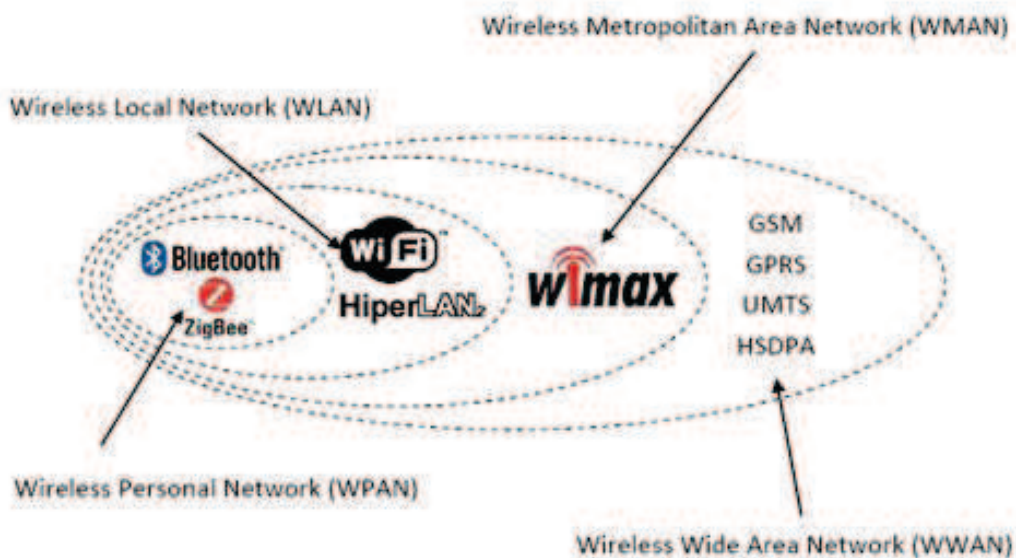 Wireless Metropolitan Area Network (WMAN)
Wireless Local Network (WLAN)
Bluetooth
ZigBee
WiFi
HiperLAN2
wimax
GSM
GPRS
UMTS
HSDPA
Wireless Personal Network (WPAN)
Wireless Wide Area Network (WWAN)